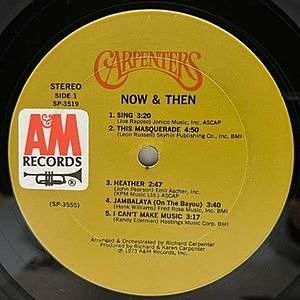 CARPENTERS
STEREO
SIDE 1
SP-3519
NOW & THEN
1. SING 3:20
(Joe Raposo) Jonico Music, Inc. ASCAP
2. THIS MASQUERADE 4:50
(Leon Russell) Skyhill Publishing Co., Inc. BMI
A&M
RECORDS
(SP-3555)
3. HEATHER 2:47
(John Pearson) Emil Ascher, Inc.
(KPM Music Ltd.) ASCAP
4. JAMBALAYA (On The Bayou) 3:40
(Hank Williams) Fred Rose Music, Inc. BMI
5. I CAN'T MAKE MUSIC 3:17
(Randy Edelman) Hastings Music Corp. BMI
Arranged & Orchestrated by Richard Carpenter
Produced by Richard & Karen Carpenter
℗ 1973 A&M Records, Inc.